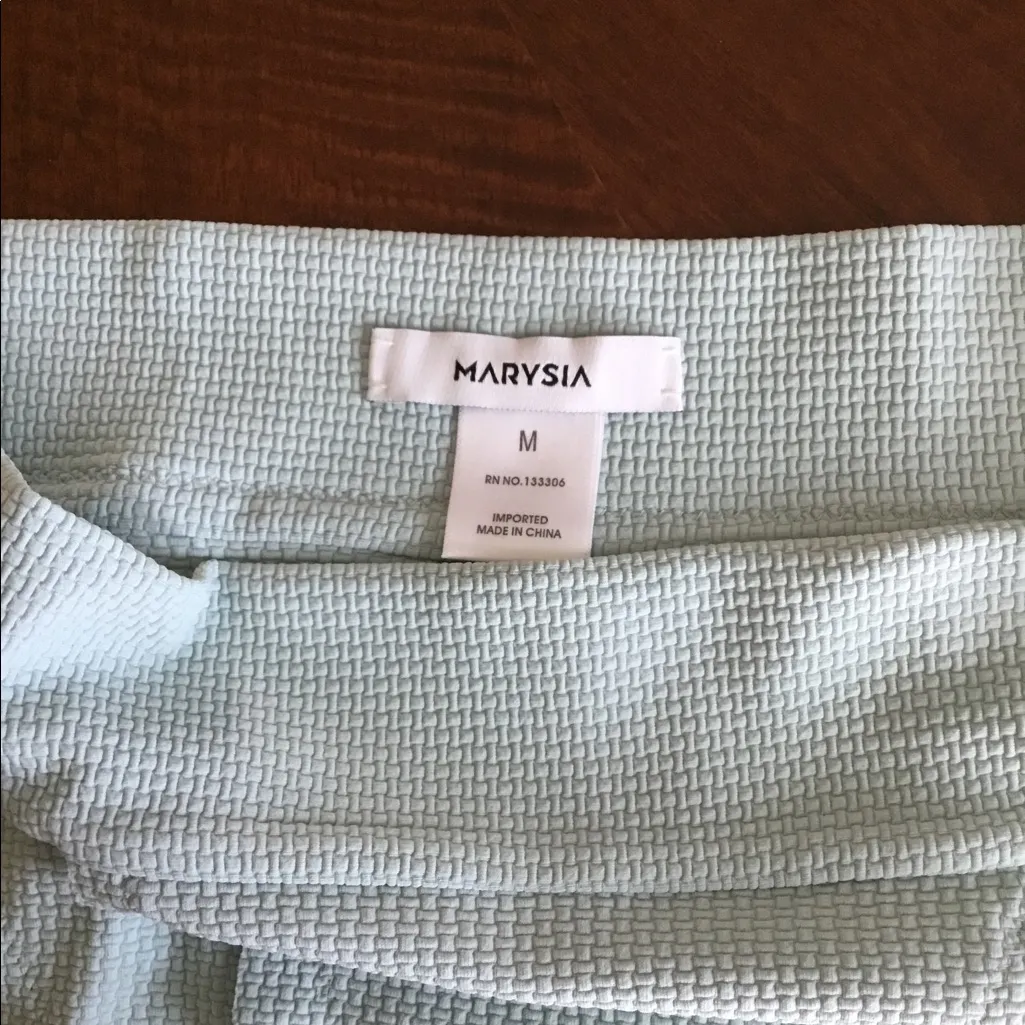 MARYSIA
M
RN NO.133306
IMPORTED
MADE IN CHINA